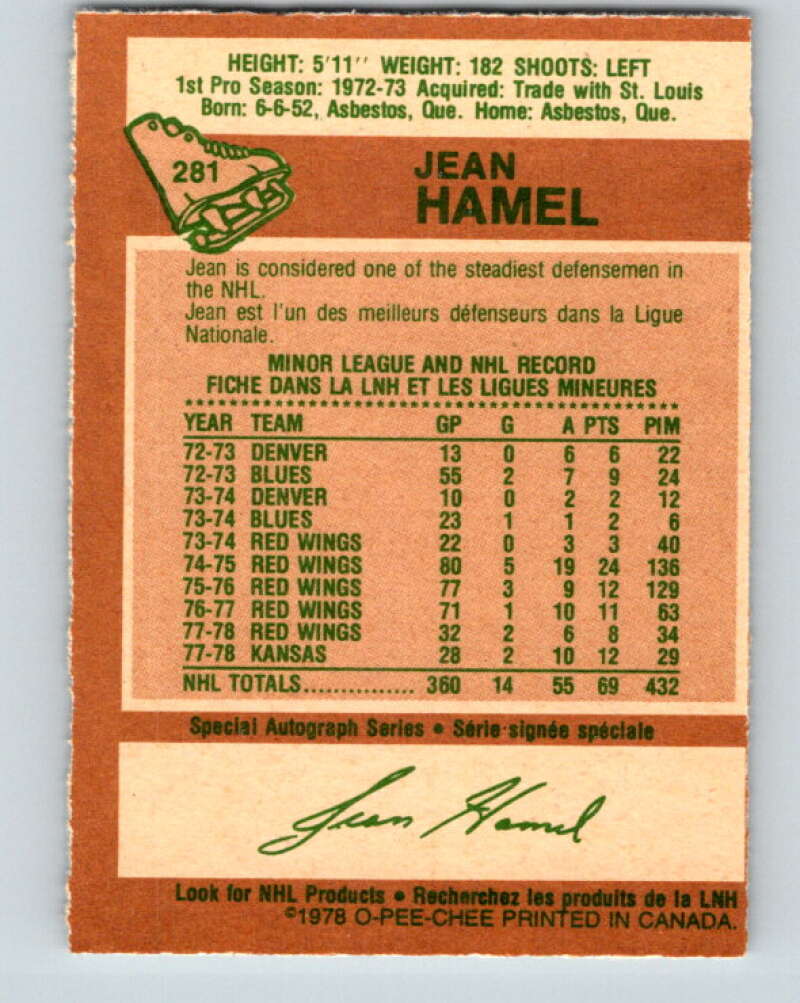 HEIGHT: 5'11'' WEIGHT: 182 SHOOTS: LEFT
1st Pro Season: 1972-73 Acquired: Trade with St. Louis
Born: 6-6-52, Asbestos, Que. Home: Asbestos, Que.
281
JEAN
HAMEL
Jean is considered one of the steadiest defensemen in
the NHL.
Jean est l'un des meilleurs défenseurs dans la Ligue
Nationale.
MINOR LEAGUE AND NHL RECORD
FICHE DANS LA LNH ET LES LIGUES MINEURES
YEAR TEAM GP G A PTS PIM
72-73 DENVER 13 0 6 6 22
72-73 BLUES 55 2 7 9 24
73-74 DENVER 10 0 2 2 12
73-74 BLUES 23 1 1 2 6
73-74 RED WINGS 22 0 3 3 40
74-75 RED WINGS 80 5 19 24 136
75-76 RED WINGS 77 3 9 12 129
76-77 RED WINGS 71 1 10 11 63
77-78 RED WINGS 32 2 6 8 34
77-78 KANSAS 28 2 10 12 29
NHL TOTALS............... 360 14 55 69 432
Special Autograph Series • Série signée spéciale
Jean Hamel
Look for NHL Products • Recherchez les produits de la LNH
©1978 O-PEE-CHEE PRINTED IN CANADA.